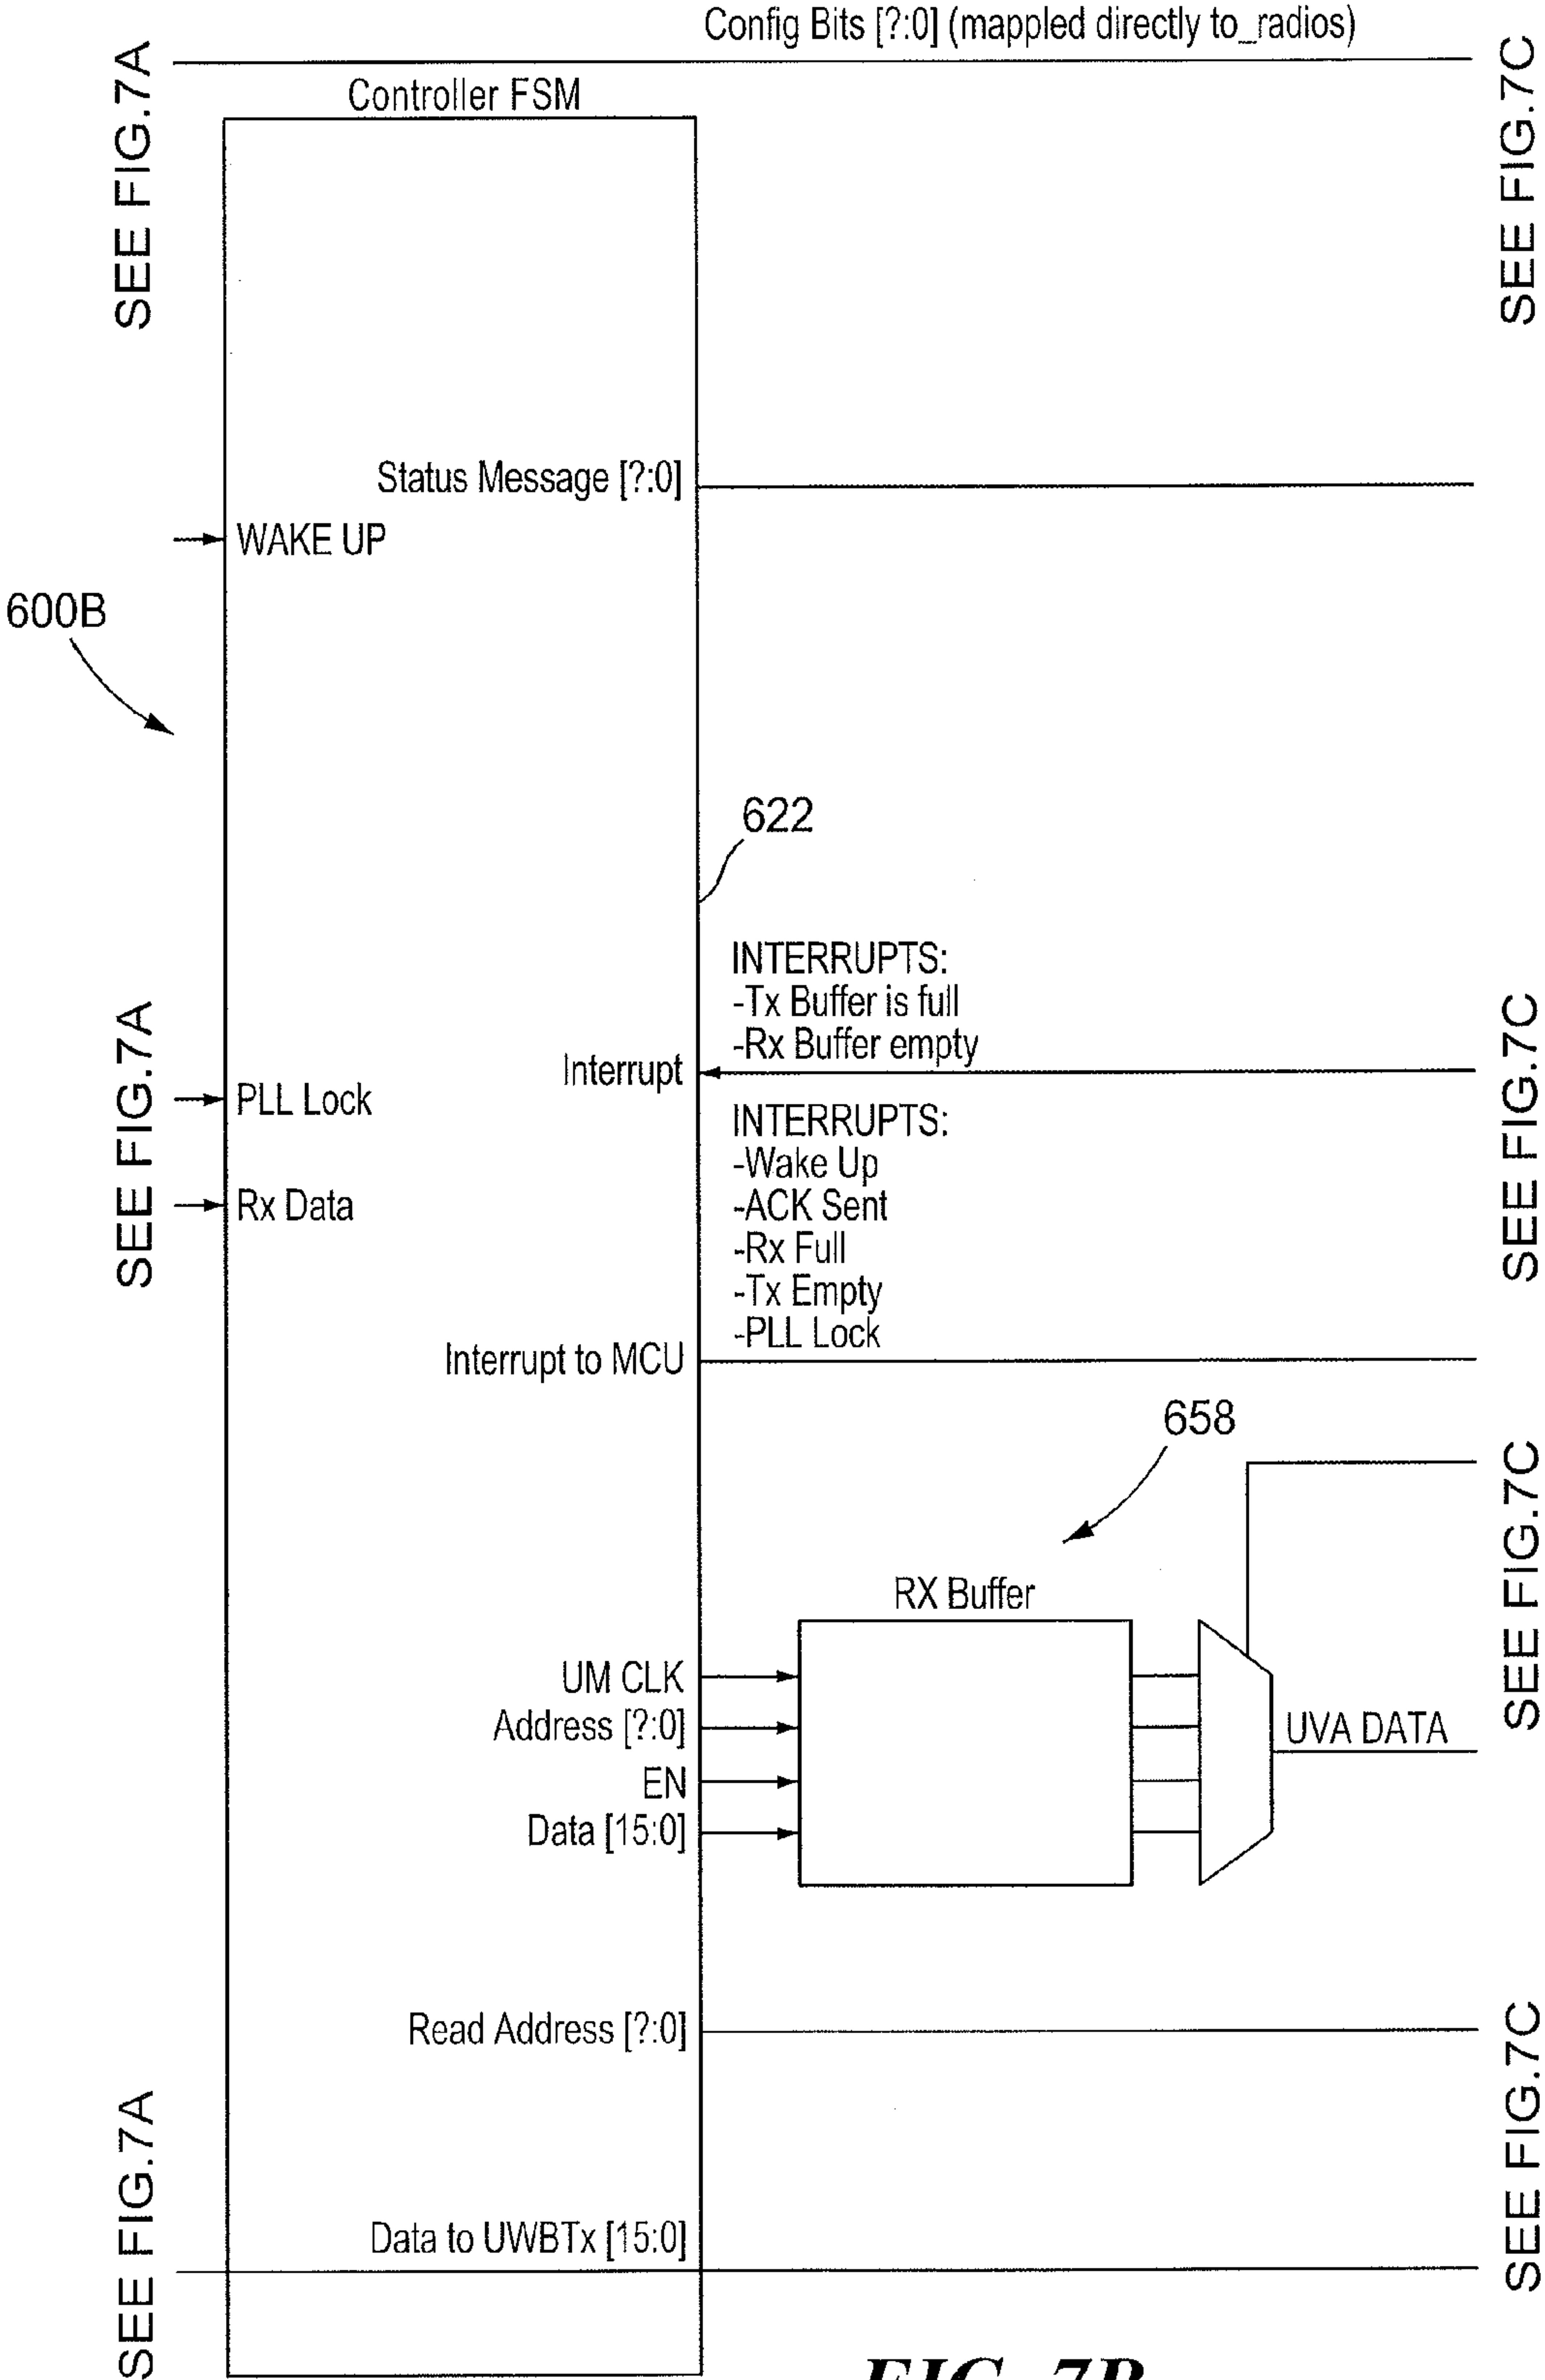 Config Bits [?:0] (mappled directly to_radios)
SEE FIG.7A
SEE FIG.7C
Controller FSM
Status Message [?:0]
WAKE UP
600B
622
INTERRUPTS:
-Tx Buffer is full
-Rx Buffer empty
Interrupt
SEE FIG.7A
SEE FIG.7C
PLL Lock
INTERRUPTS:
-Wake Up
-ACK Sent
-Rx Full
-Tx Empty
-PLL Lock
Rx Data
Interrupt to MCU
658
SEE FIG.7C
RX Buffer
UM CLK
Address [?:0]
EN
Data [15:0]
UVA DATA
Read Address [?:0]
SEE FIG.7A
SEE FIG.7C
Data to UWBTx [15:0]
FIG. 7B